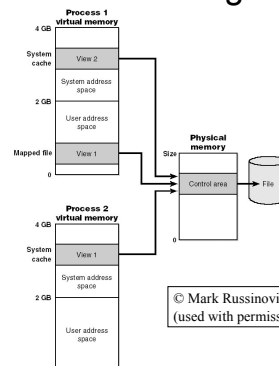 Process 1
virtual memory
4 GB
System
cache
View 2
System address
space
2 GB
User address
space
Mapped file
View 1
0
Physical
memory
Size
Control area
File
0
Process 2
virtual memory
4 GB
System
cache
View 1
System address
space
2 GB
User address
space
© Mark Russinovi
(used with permiss